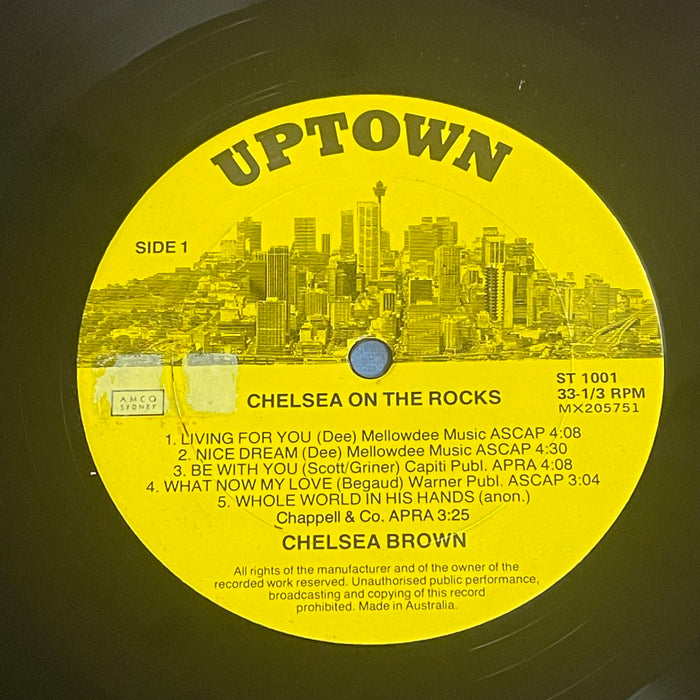 UPTOWN
SIDE 1
ST 1001
33-1/3 RPM
MX205751
AMCO
SYDNEY
CHELSEA ON THE ROCKS
1. LIVING FOR YOU (Dee) Mellowdee Music ASCAP 4:08
2. NICE DREAM (Dee) Mellowdee Music ASCAP 4:30
3. BE WITH YOU (Scott/Griner) Capiti Publ. APRA 4:08
4. WHAT NOW MY LOVE (Begaud) Warner Publ. ASCAP 3:04
5. WHOLE WORLD IN HIS HANDS (anon.)
Chappell & Co. APRA 3:25
CHELSEA BROWN
All rights of the manufacturer and of the owner of the
recorded work reserved. Unauthorised public performance,
broadcasting and copying of this record
prohibited. Made in Australia.